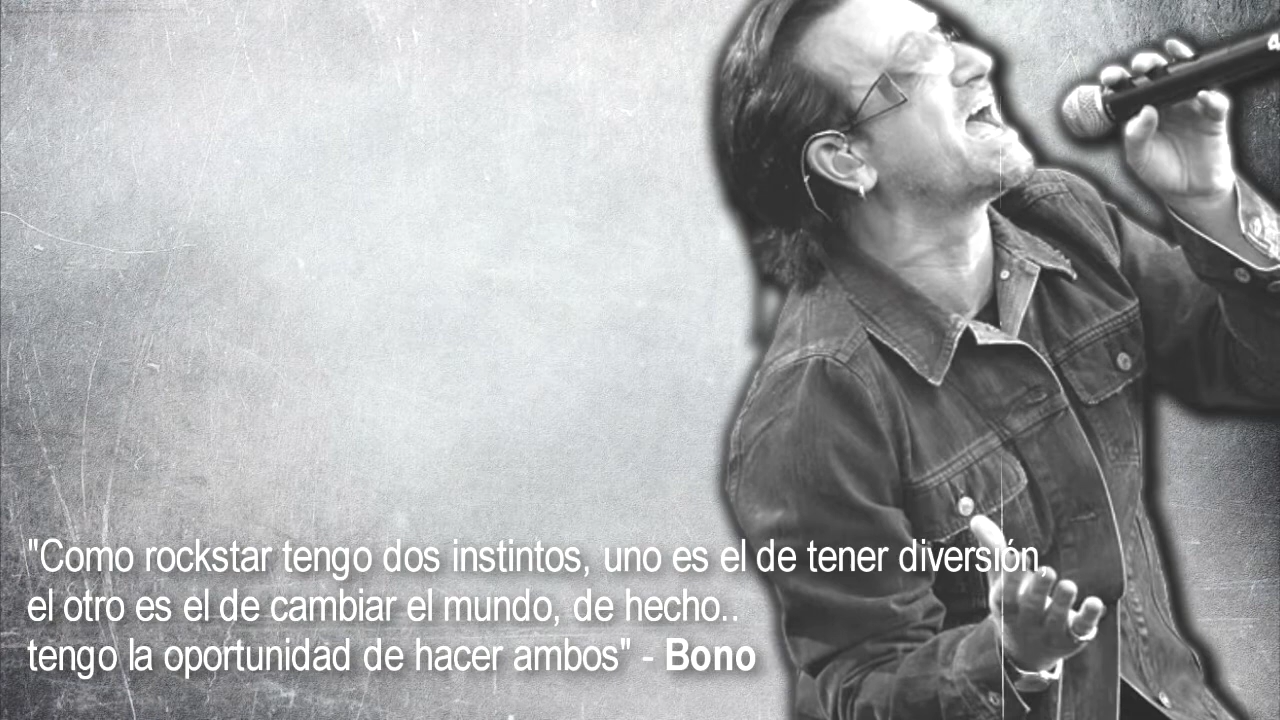 "Como rockstar tengo dos instintos, uno es el de tener diversión,
el otro es el de cambiar el mundo, de hecho..
tengo la oportunidad de hacer ambos" - Bono